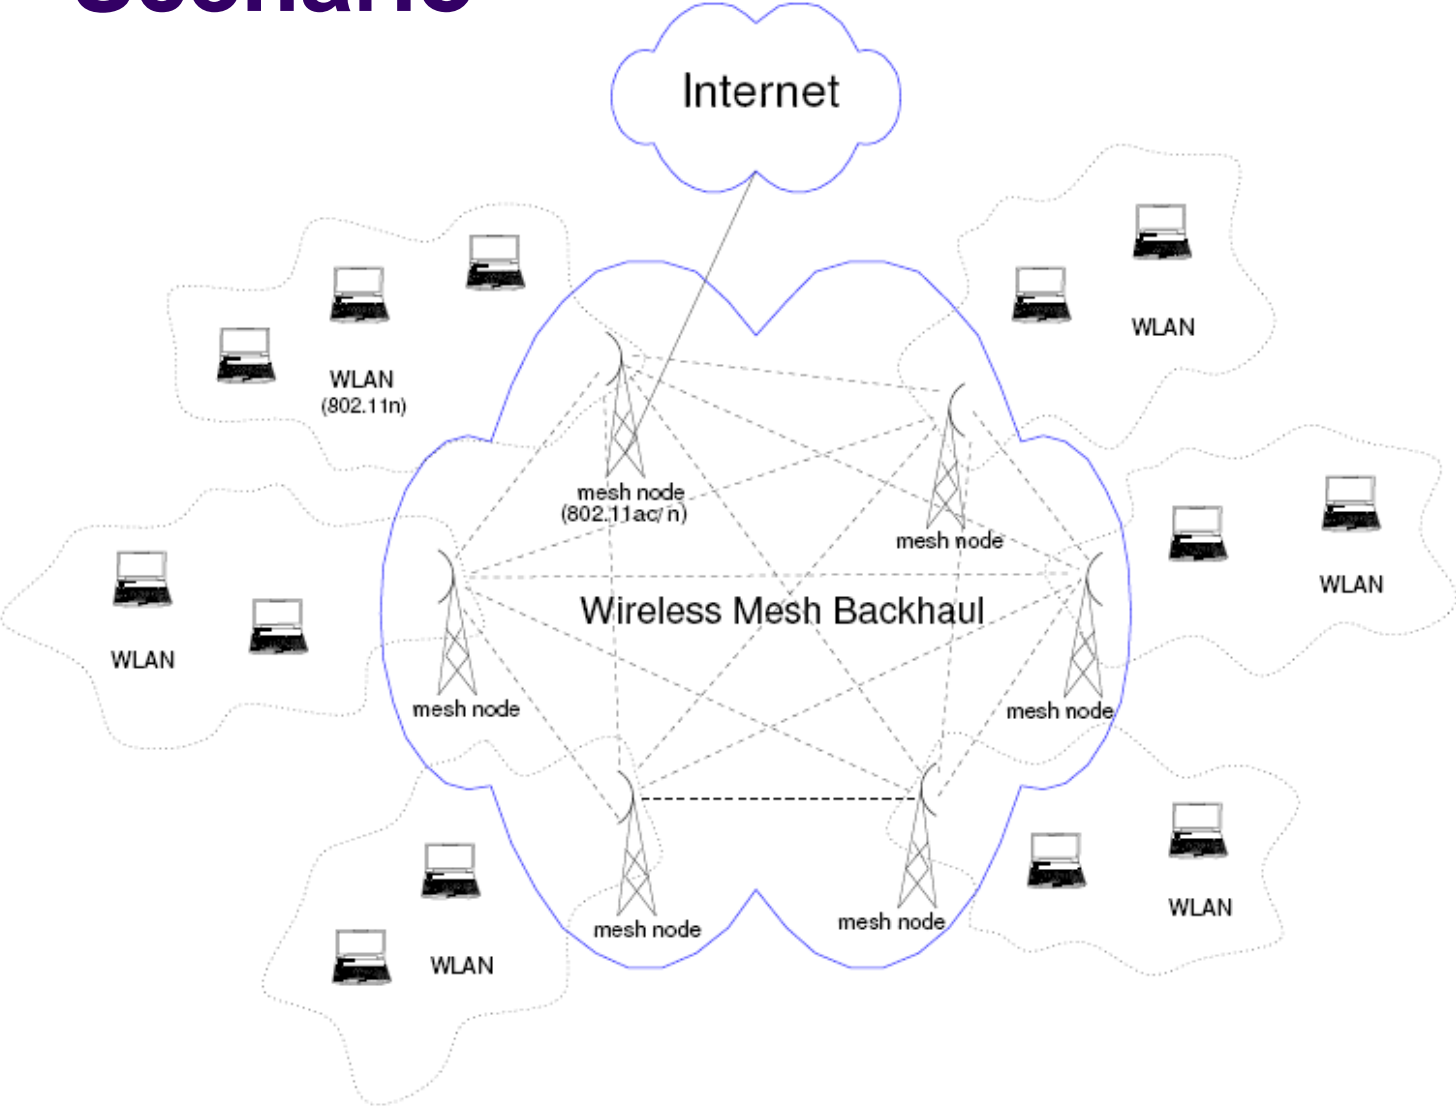 Scenario
Internet
WLAN
WLAN
(802.11n)
mesh node
(802.11ac/n)
mesh node
WLAN
Wireless Mesh Backhaul
WLAN
mesh node
mesh node
WLAN
mesh node
mesh node
WLAN